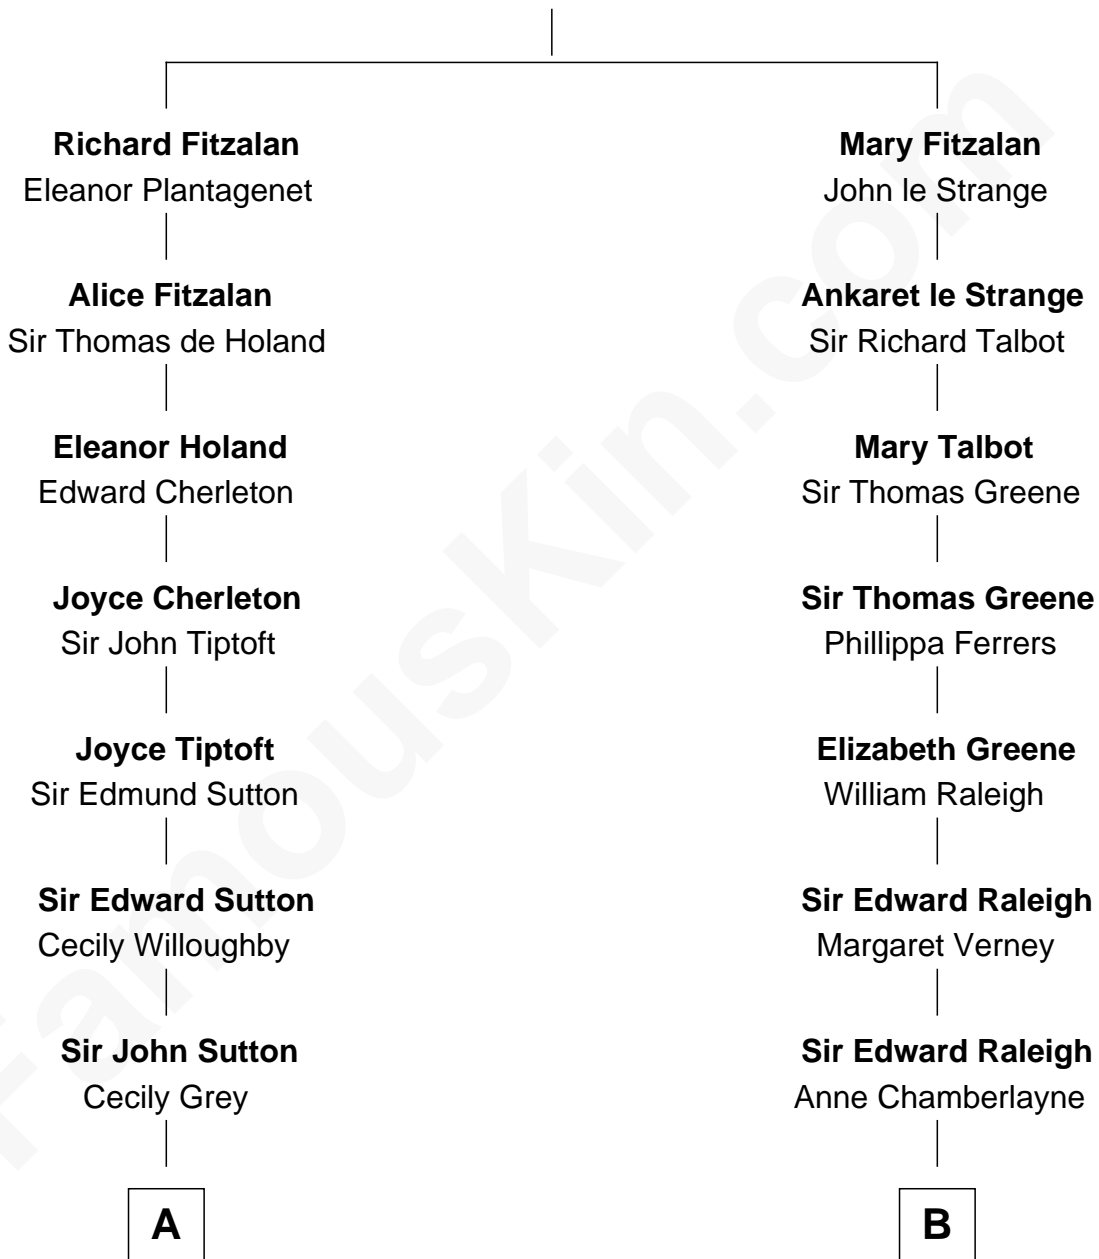 Richard Fitzalan
Eleanor Plantagenet
Alice Fitzalan
Sir Thomas de Holand
Eleanor Holand
Edward Cherleton
Joyce Cherleton
Sir John Tiptoft
Joyce Tiptoft
Sir Edmund Sutton
Sir Edward Sutton
Cecily Willoughby
Sir John Sutton
Cecily Grey
A
Mary Fitzalan
John le Strange
Ankaret le Strange
Sir Richard Talbot
Mary Talbot
Sir Thomas Greene
Sir Thomas Greene
Phillippa Ferrers
Elizabeth Greene
William Raleigh
Sir Edward Raleigh
Margaret Verney
Sir Edward Raleigh
Anne Chamberlayne
B
FamousKin.com